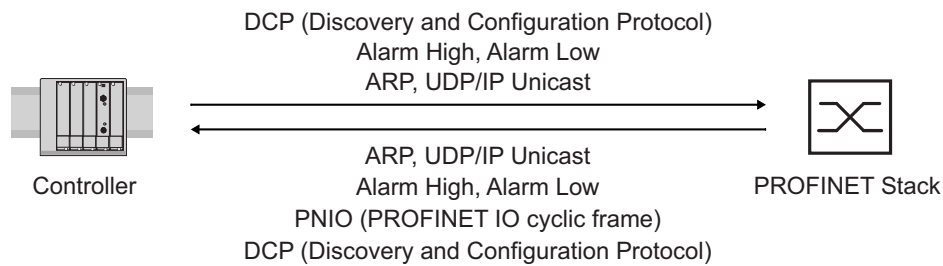 DCP (Discovery and Configuration Protocol)
Alarm High, Alarm Low
ARP, UDP/IP Unicast
ARP, UDP/IP Unicast
Alarm High, Alarm Low
PNIO (PROFINET IO cyclic frame)
DCP (Discovery and Configuration Protocol)
Controller
PROFINET Stack